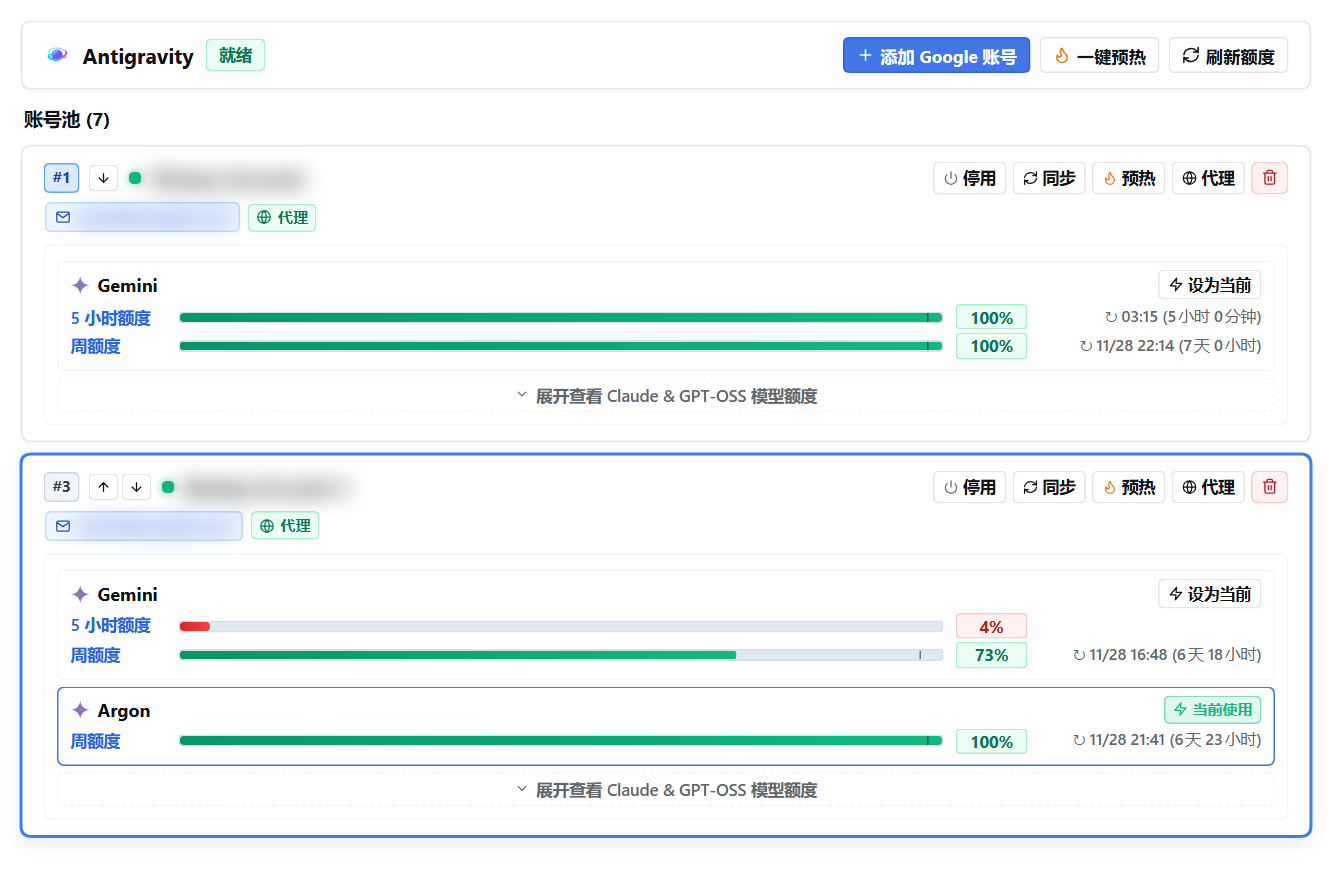 Antigravity 就绪 添加 Google 账号 一键预热 刷新额度
账号池 (7)
#1 停用 同步 预热 代理
代理
Gemini 设为当前
5 小时额度 100% 03:15 (5小时 0分钟)
周额度 100% 11/28 22:14 (7天 0小时)
展开查看 Claude & GPT-OSS 模型额度
#3 停用 同步 预热 代理
代理
Gemini 设为当前
5 小时额度 4%
周额度 73% 11/28 16:48 (6天 18小时)
Argon 当前使用
周额度 100% 11/28 21:41 (6天 23小时)
展开查看 Claude & GPT-OSS 模型额度